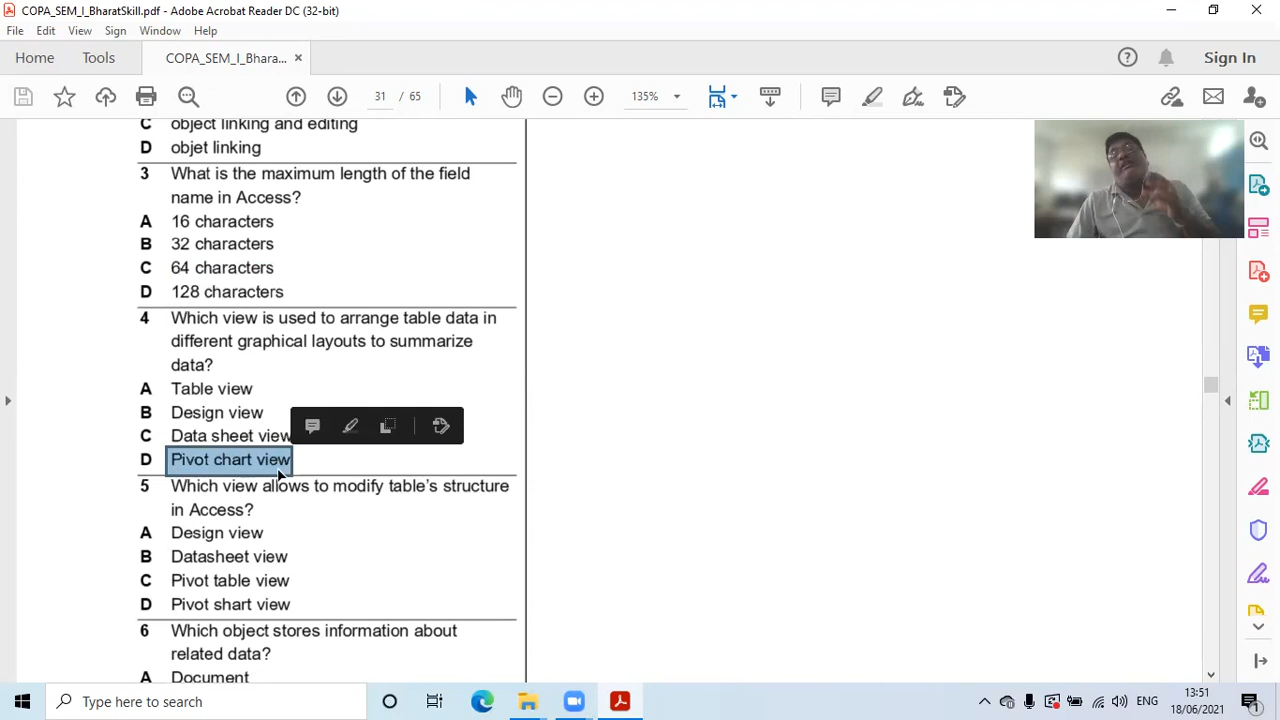 COPA_SEM_I_BharatSkill.pdf - Adobe Acrobat Reader DC (32-bit)
File Edit View Sign Window Help
Home Tools COPA_SEM_I_Bhara... × Sign In
31 / 65 135%
C object linking and editing
D objet linking
3 What is the maximum length of the field
name in Access?
A 16 characters
B 32 characters
C 64 characters
D 128 characters
4 Which view is used to arrange table data in
different graphical layouts to summarize
data?
A Table view
B Design view
C Data sheet view
D Pivot chart view
5 Which view allows to modify table's structure
in Access?
A Design view
B Datasheet view
C Pivot table view
D Pivot shart view
6 Which object stores information about
related data?
A Document
Type here to search
ENG
13:51
18/06/2021
1